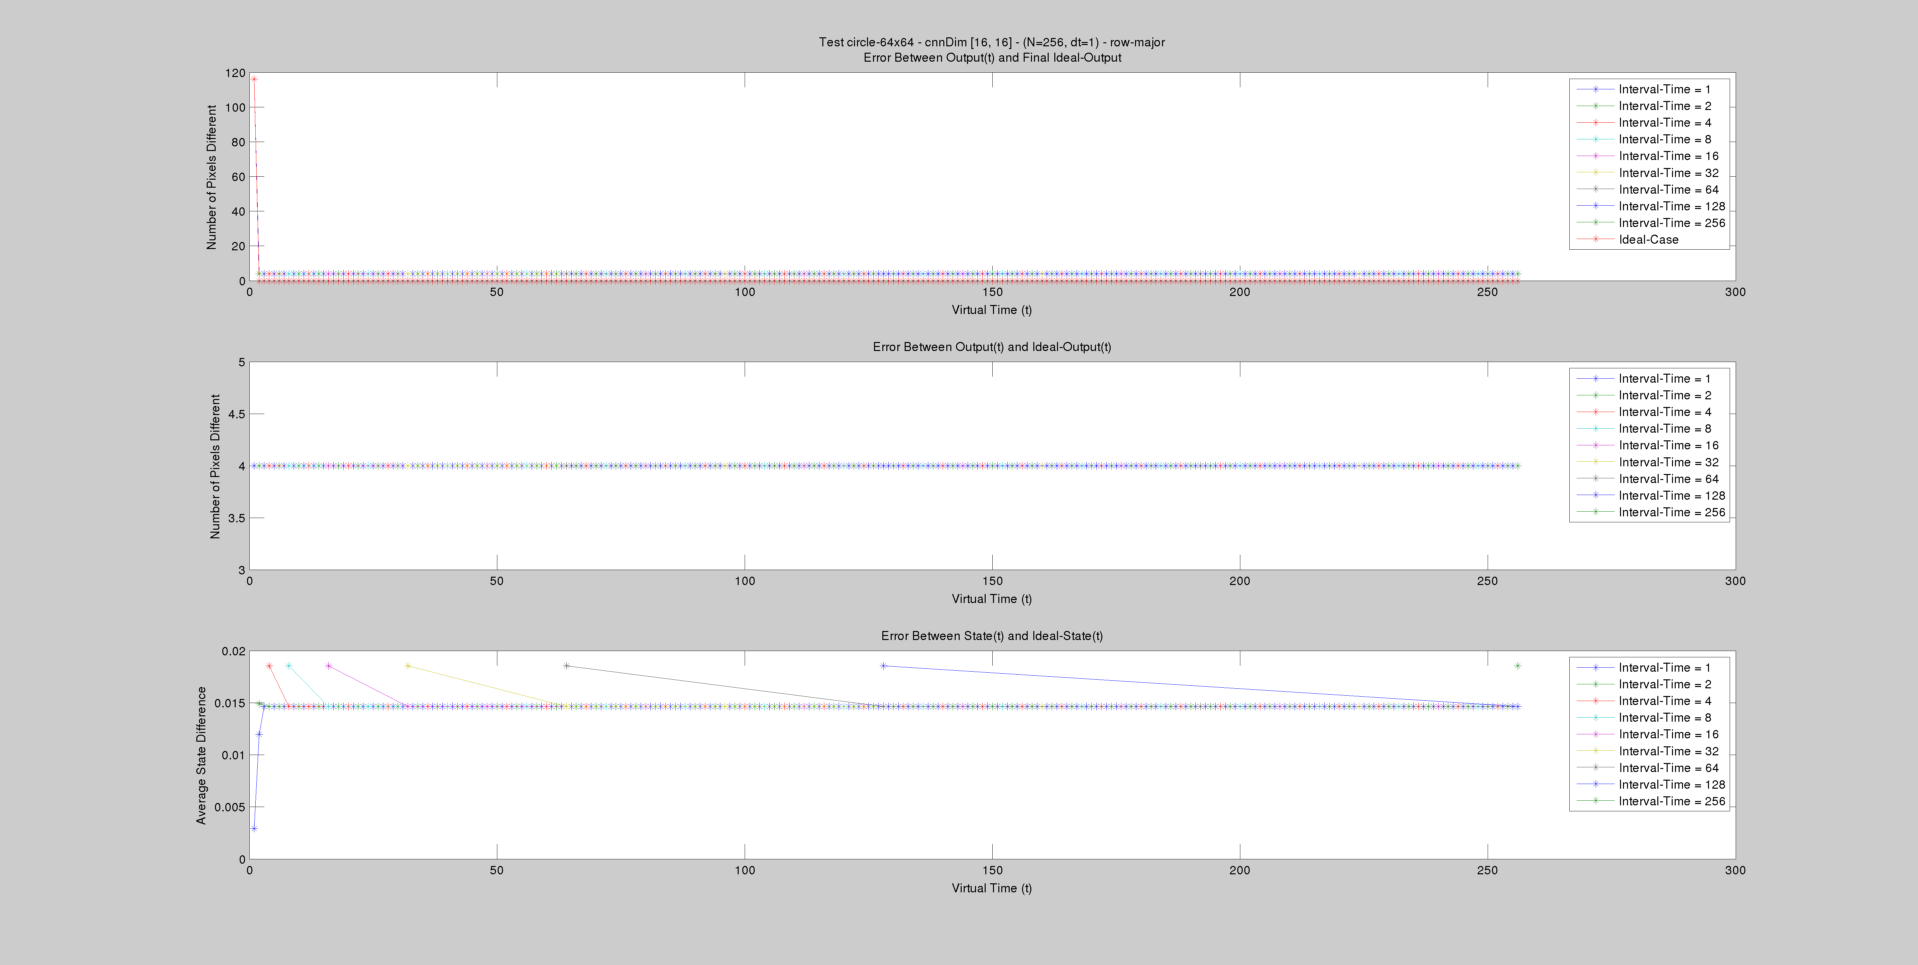 Test circle-64x64 - cnnDim [16, 16] - (N=256, dt=1) - row-major
Error Between Output(t) and Final Ideal-Output
Number of Pixels Different
120
100
80
60
40
20
0
0 50 100 150 200 250 300
Virtual Time (t)
Interval-Time = 1
Interval-Time = 2
Interval-Time = 4
Interval-Time = 8
Interval-Time = 16
Interval-Time = 32
Interval-Time = 64
Interval-Time = 128
Interval-Time = 256
Ideal-Case
Error Between Output(t) and Ideal-Output(t)
Number of Pixels Different
5
4.5
4
3.5
3
0 50 100 150 200 250 300
Virtual Time (t)
Interval-Time = 1
Interval-Time = 2
Interval-Time = 4
Interval-Time = 8
Interval-Time = 16
Interval-Time = 32
Interval-Time = 64
Interval-Time = 128
Interval-Time = 256
Error Between State(t) and Ideal-State(t)
Average State Difference
0.02
0.015
0.01
0.005
0
0 50 100 150 200 250 300
Virtual Time (t)
Interval-Time = 1
Interval-Time = 2
Interval-Time = 4
Interval-Time = 8
Interval-Time = 16
Interval-Time = 32
Interval-Time = 64
Interval-Time = 128
Interval-Time = 256